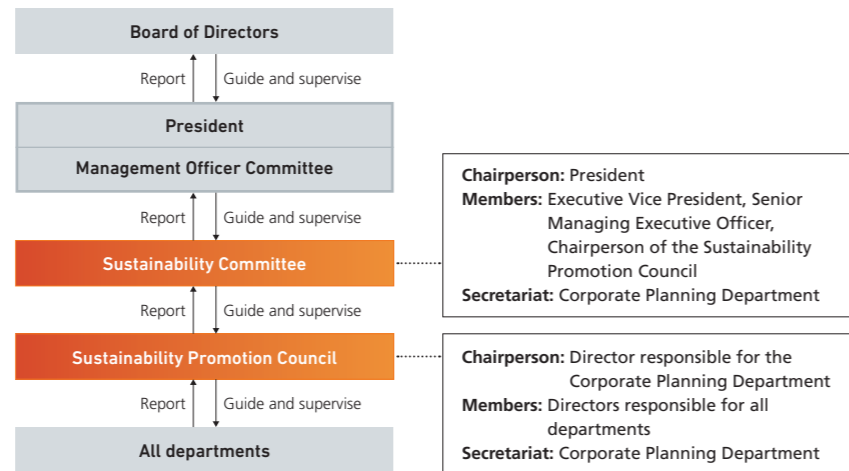 Board of Directors
Report
Guide and supervise
President
Management Officer Committee
Report
Guide and supervise
Sustainability Committee
Report
Guide and supervise
Sustainability Promotion Council
Report
Guide and supervise
All departments
Chairperson: President
Members: Executive Vice President, Senior
Managing Executive Officer,
Chairperson of the Sustainability
Promotion Council
Secretariat: Corporate Planning Department
Chairperson: Director responsible for the
Corporate Planning Department
Members: Directors responsible for all
departments
Secretariat: Corporate Planning Department